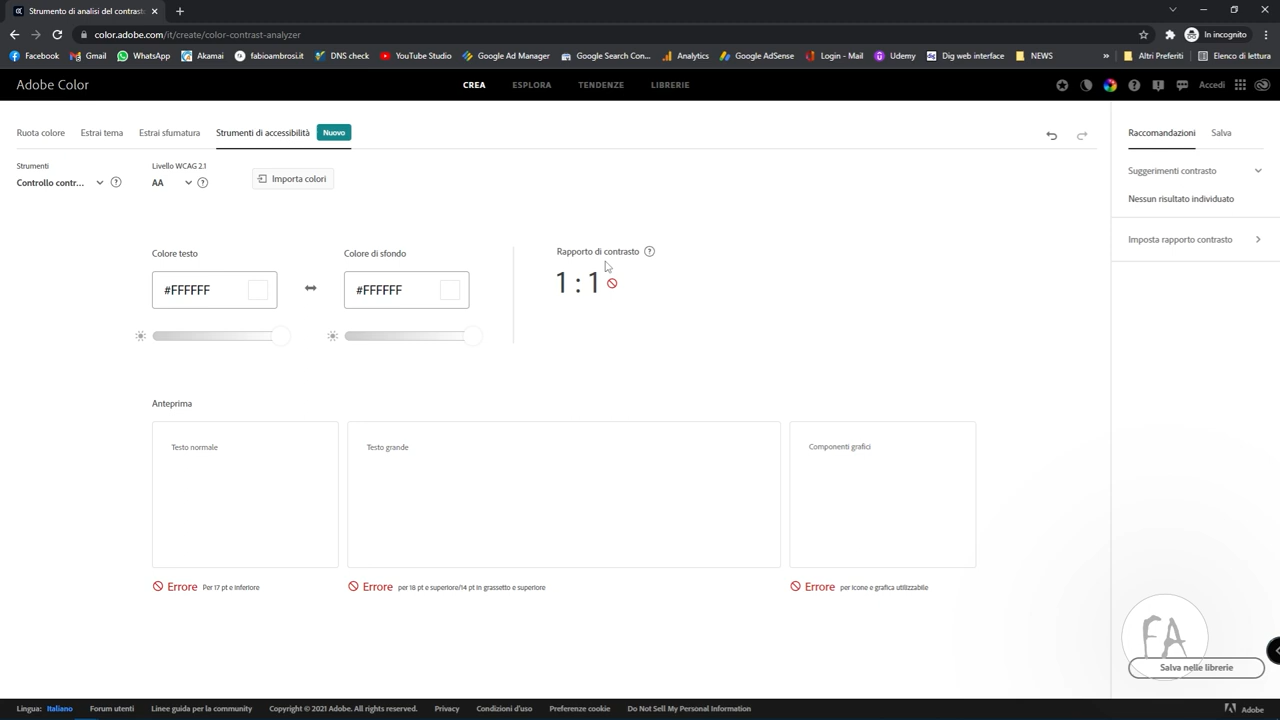 Strumento di analisi del contrast
color.adobe.com/it/create/color-contrast-analyzer
In incognito
Facebook
Gmail
WhatsApp
Akamai
fabioambrosi.it
DNS check
YouTube Studio
Google Ad Manager
Google Search Con...
Analytics
Google AdSense
Login - Mail
Udemy
Dig web interface
NEWS
»
Altri Preferiti
Elenco di lettura
Adobe Color
CREA
ESPLORA
TENDENZE
LIBRERIE
Accedi
Ruota colore
Estrai tema
Estrai sfumatura
Strumenti di accessibilità
Nuovo
Raccomandazioni
Salva
Strumenti
Controllo contr...
Livello WCAG 2.1
AA
Importa colori
Suggerimenti contrasto
Nessun risultato individuato
Imposta rapporto contrasto
Colore testo
#FFFFFF
Colore di sfondo
#FFFFFF
Rapporto di contrasto
1 : 1
Anteprima
Testo normale
Testo grande
Componenti grafici
Errore Per 17 pt e inferiore
Errore per 18 pt e superiore/14 pt in grassetto e superiore
Errore per icone e grafica utilizzabile
FA
Salva nelle librerie
Lingua: Italiano
Forum utenti
Linee guida per la community
Copyright © 2021 Adobe. All rights reserved.
Privacy
Condizioni d'uso
Preferenze cookie
Do Not Sell My Personal Information
Adobe